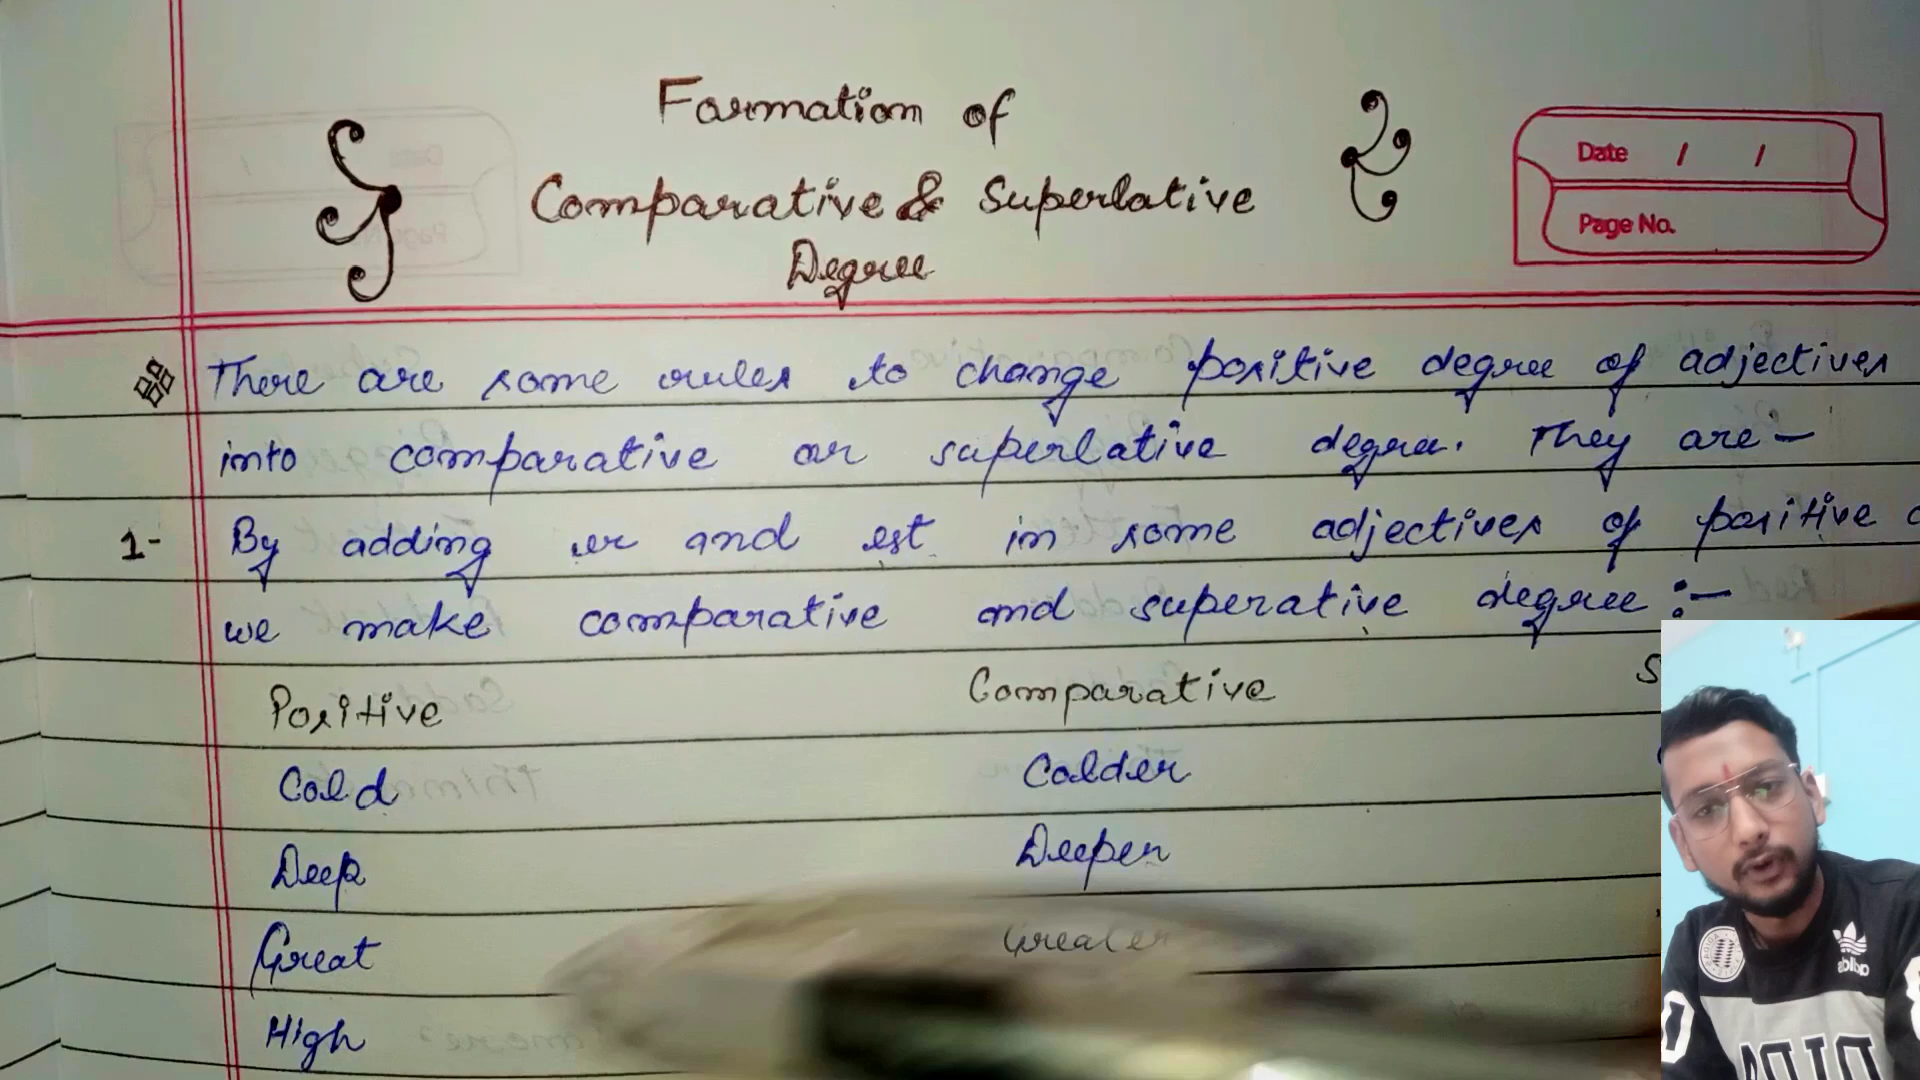 Formation of
Comparative & Superlative
Degree
Date / /
Page No.
There are some rules to change positive degree of adjectives
into comparative or superlative degree. They are –
1- By adding er and est in some adjectives of positive
we make comparative and superative degree :–
Positive Comparative
Cold Colder
Deep Deeper
Great Greater
High